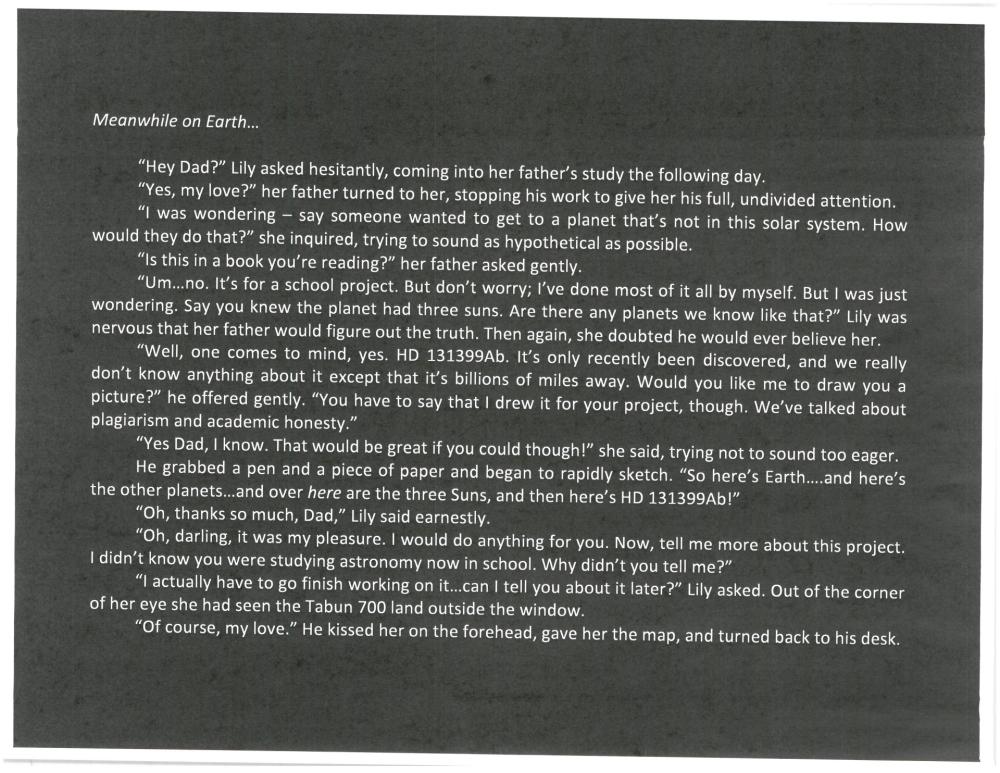 Meanwhile on Earth…
“Hey Dad?” Lily asked hesitantly, coming into her father’s study the following day.
“Yes, my love?” her father turned to her, stopping his work to give her his full, undivided attention.
“I was wondering – say someone wanted to get to a planet that’s not in this solar system. How
would they do that?” she inquired, trying to sound as hypothetical as possible.
“Is this in a book you’re reading?” her father asked gently.
“Um…no. It’s for a school project. But don’t worry; I’ve done most of it all by myself. But I was just
wondering. Say you knew the planet had three suns. Are there any planets we know like that?” Lily was
nervous that her father would figure out the truth. Then again, she doubted he would ever believe her.
“Well, one comes to mind, yes. HD 131399Ab. It’s only recently been discovered, and we really
don’t know anything about it except that it’s billions of miles away. Would you like me to draw you a
picture?” he offered gently. “You have to say that I drew it for your project, though. We’ve talked about
plagiarism and academic honesty.”
“Yes Dad, I know. That would be great if you could though!” she said, trying not to sound too eager.
He grabbed a pen and a piece of paper and began to rapidly sketch. “So here’s Earth….and here’s
the other planets…and over here are the three Suns, and then here’s HD 131399Ab!”
“Oh, thanks so much, Dad,” Lily said earnestly.
“Oh, darling, it was my pleasure. I would do anything for you. Now, tell me more about this project.
I didn’t know you were studying astronomy now in school. Why didn’t you tell me?”
“I actually have to go finish working on it…can I tell you about it later?” Lily asked. Out of the corner
of her eye she had seen the Tabun 700 land outside the window.
“Of course, my love.” He kissed her on the forehead, gave her the map, and turned back to his desk.